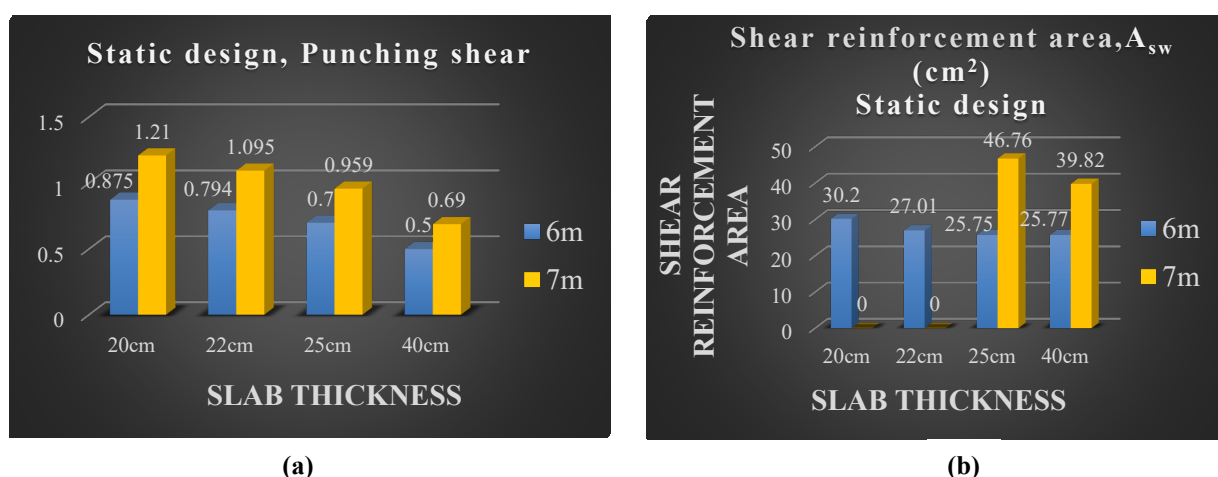 Static design, Punching shear
1.5
1
0.5
0
0.875
1.21
0.794
1.095
0.7
0.959
0.5
0.69
20cm
22cm
25cm
40cm
SLAB THICKNESS
6m
7m
(a)
Shear reinforcement area,A_sw
(cm²)
Static design
SHEAR
REINFORCEMENT
AREA
50
40
30
20
10
0
30.2
0
27.01
0
25.75
46.76
25.77
39.82
20cm
22cm
25cm
40cm
SLAB THICKNESS
6m
7m
(b)